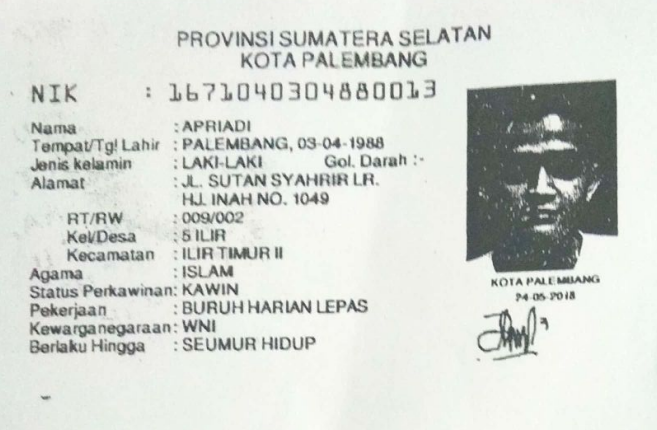 PROVINSI SUMATERA SELATAN
KOTA PALEMBANG
NIK : 1671040304880013
Nama : APRIADI
Tempat/Tgl Lahir : PALEMBANG, 03-04-1988
Jenis kelamin : LAKI-LAKI Gol. Darah :-
Alamat : JL. SUTAN SYAHRIR LR.
HJ. INAH NO. 1049
RT/RW : 009/002
Kel/Desa : 5 ILIR
Kecamatan : ILIR TIMUR II
Agama : ISLAM
Status Perkawinan: KAWIN
Pekerjaan : BURUH HARIAN LEPAS
Kewarganegaraan: WNI
Berlaku Hingga : SEUMUR HIDUP
KOTA PALEMBANG
24-05-2018